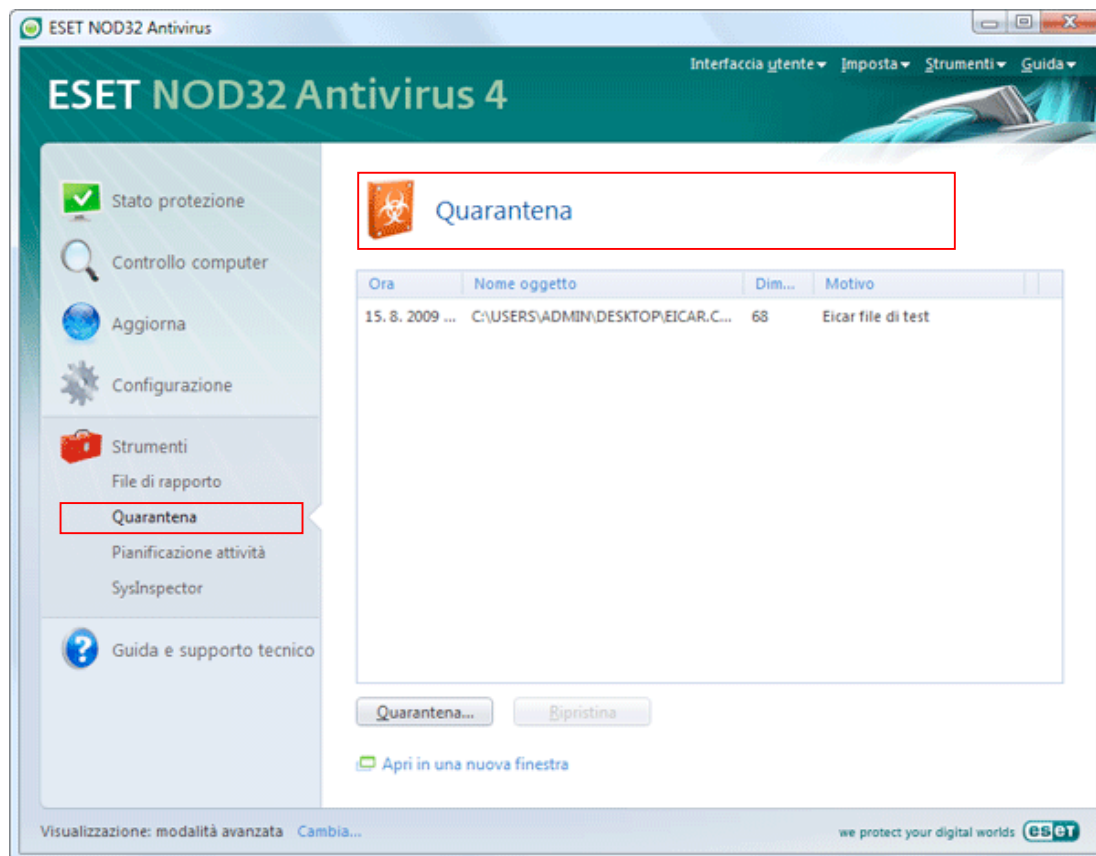 ESET NOD32 Antivirus
Interfaccia utente Imposta Strumenti Guida
ESET NOD32 Antivirus 4
Stato protezione
Controllo computer
Aggiorna
Configurazione
Strumenti
File di rapporto
Quarantena
Pianificazione attività
SysInspector
Guida e supporto tecnico
Quarantena
Ora Nome oggetto Dim... Motivo
15. 8. 2009 ... C:\USERS\ADMIN\DESKTOP\EICAR.C... 68 Eicar file di test
Quarantena... Ripristina
Apri in una nuova finestra
Visualizzazione: modalità avanzata Cambia...
we protect your digital worlds eset